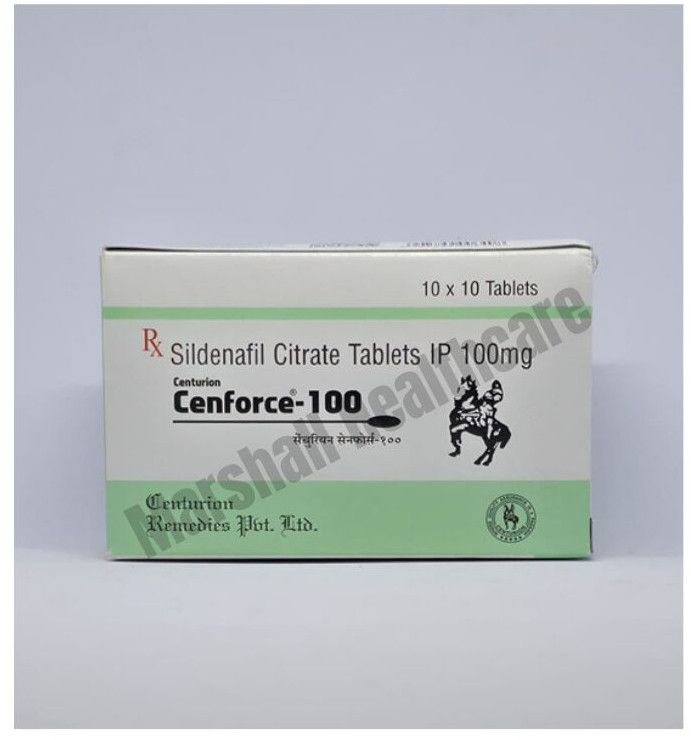 10 x 10 Tablets
Rx Sildenafil Citrate Tablets IP 100mg
Centurion
Cenforce®-100
सेंचुरियन सेनफोर्स-१००
Centurion
Remedies Pvt. Ltd.
Marshall healthcare